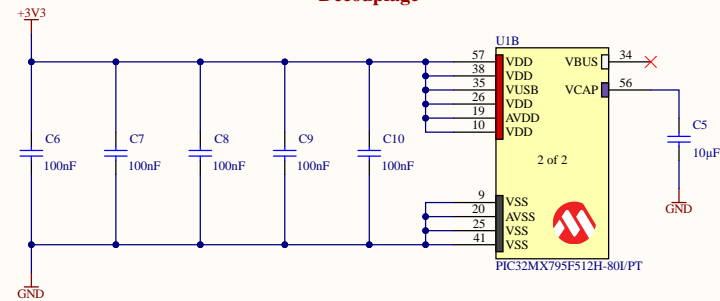 Découplage
+3V3
U1B
57 VDD VBUS 34
38 VDD
35 VUSB VCAP 56
26 VDD
19 AVDD
10 VDD
C6 C7 C8 C9 C10 C5
100nF 100nF 100nF 100nF 100nF 10µF
2 of 2
9 VSS
20 AVSS
25 VSS
41 VSS
GND
PIC32MX795F512H-80I/PT
GND